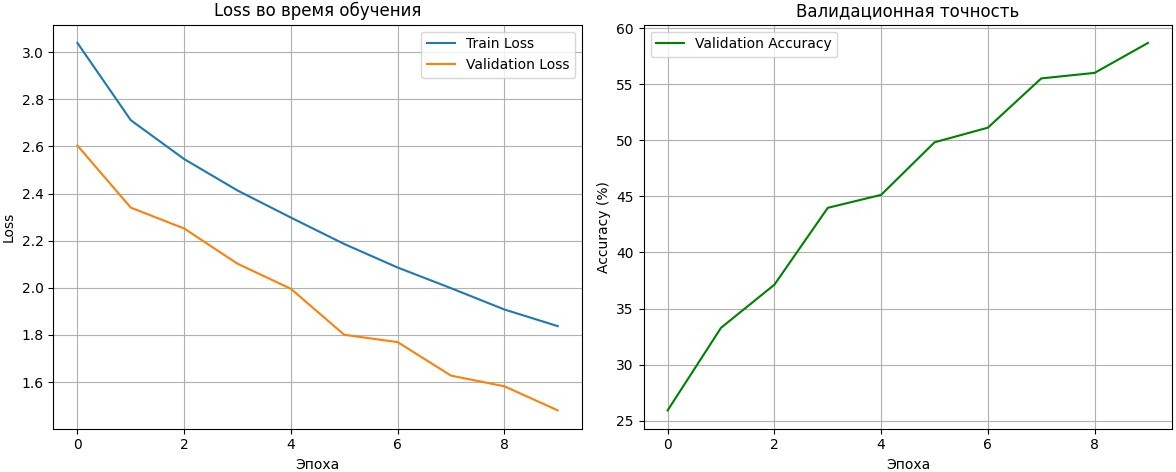 Loss во время обучения
Train Loss
Validation Loss
3.0
2.8
2.6
2.4
2.2
2.0
1.8
1.6
Loss
0 2 4 6 8
Эпоха
Валидационная точность
Validation Accuracy
60
55
50
45
40
35
30
25
Accuracy (%)
0 2 4 6 8
Эпоха